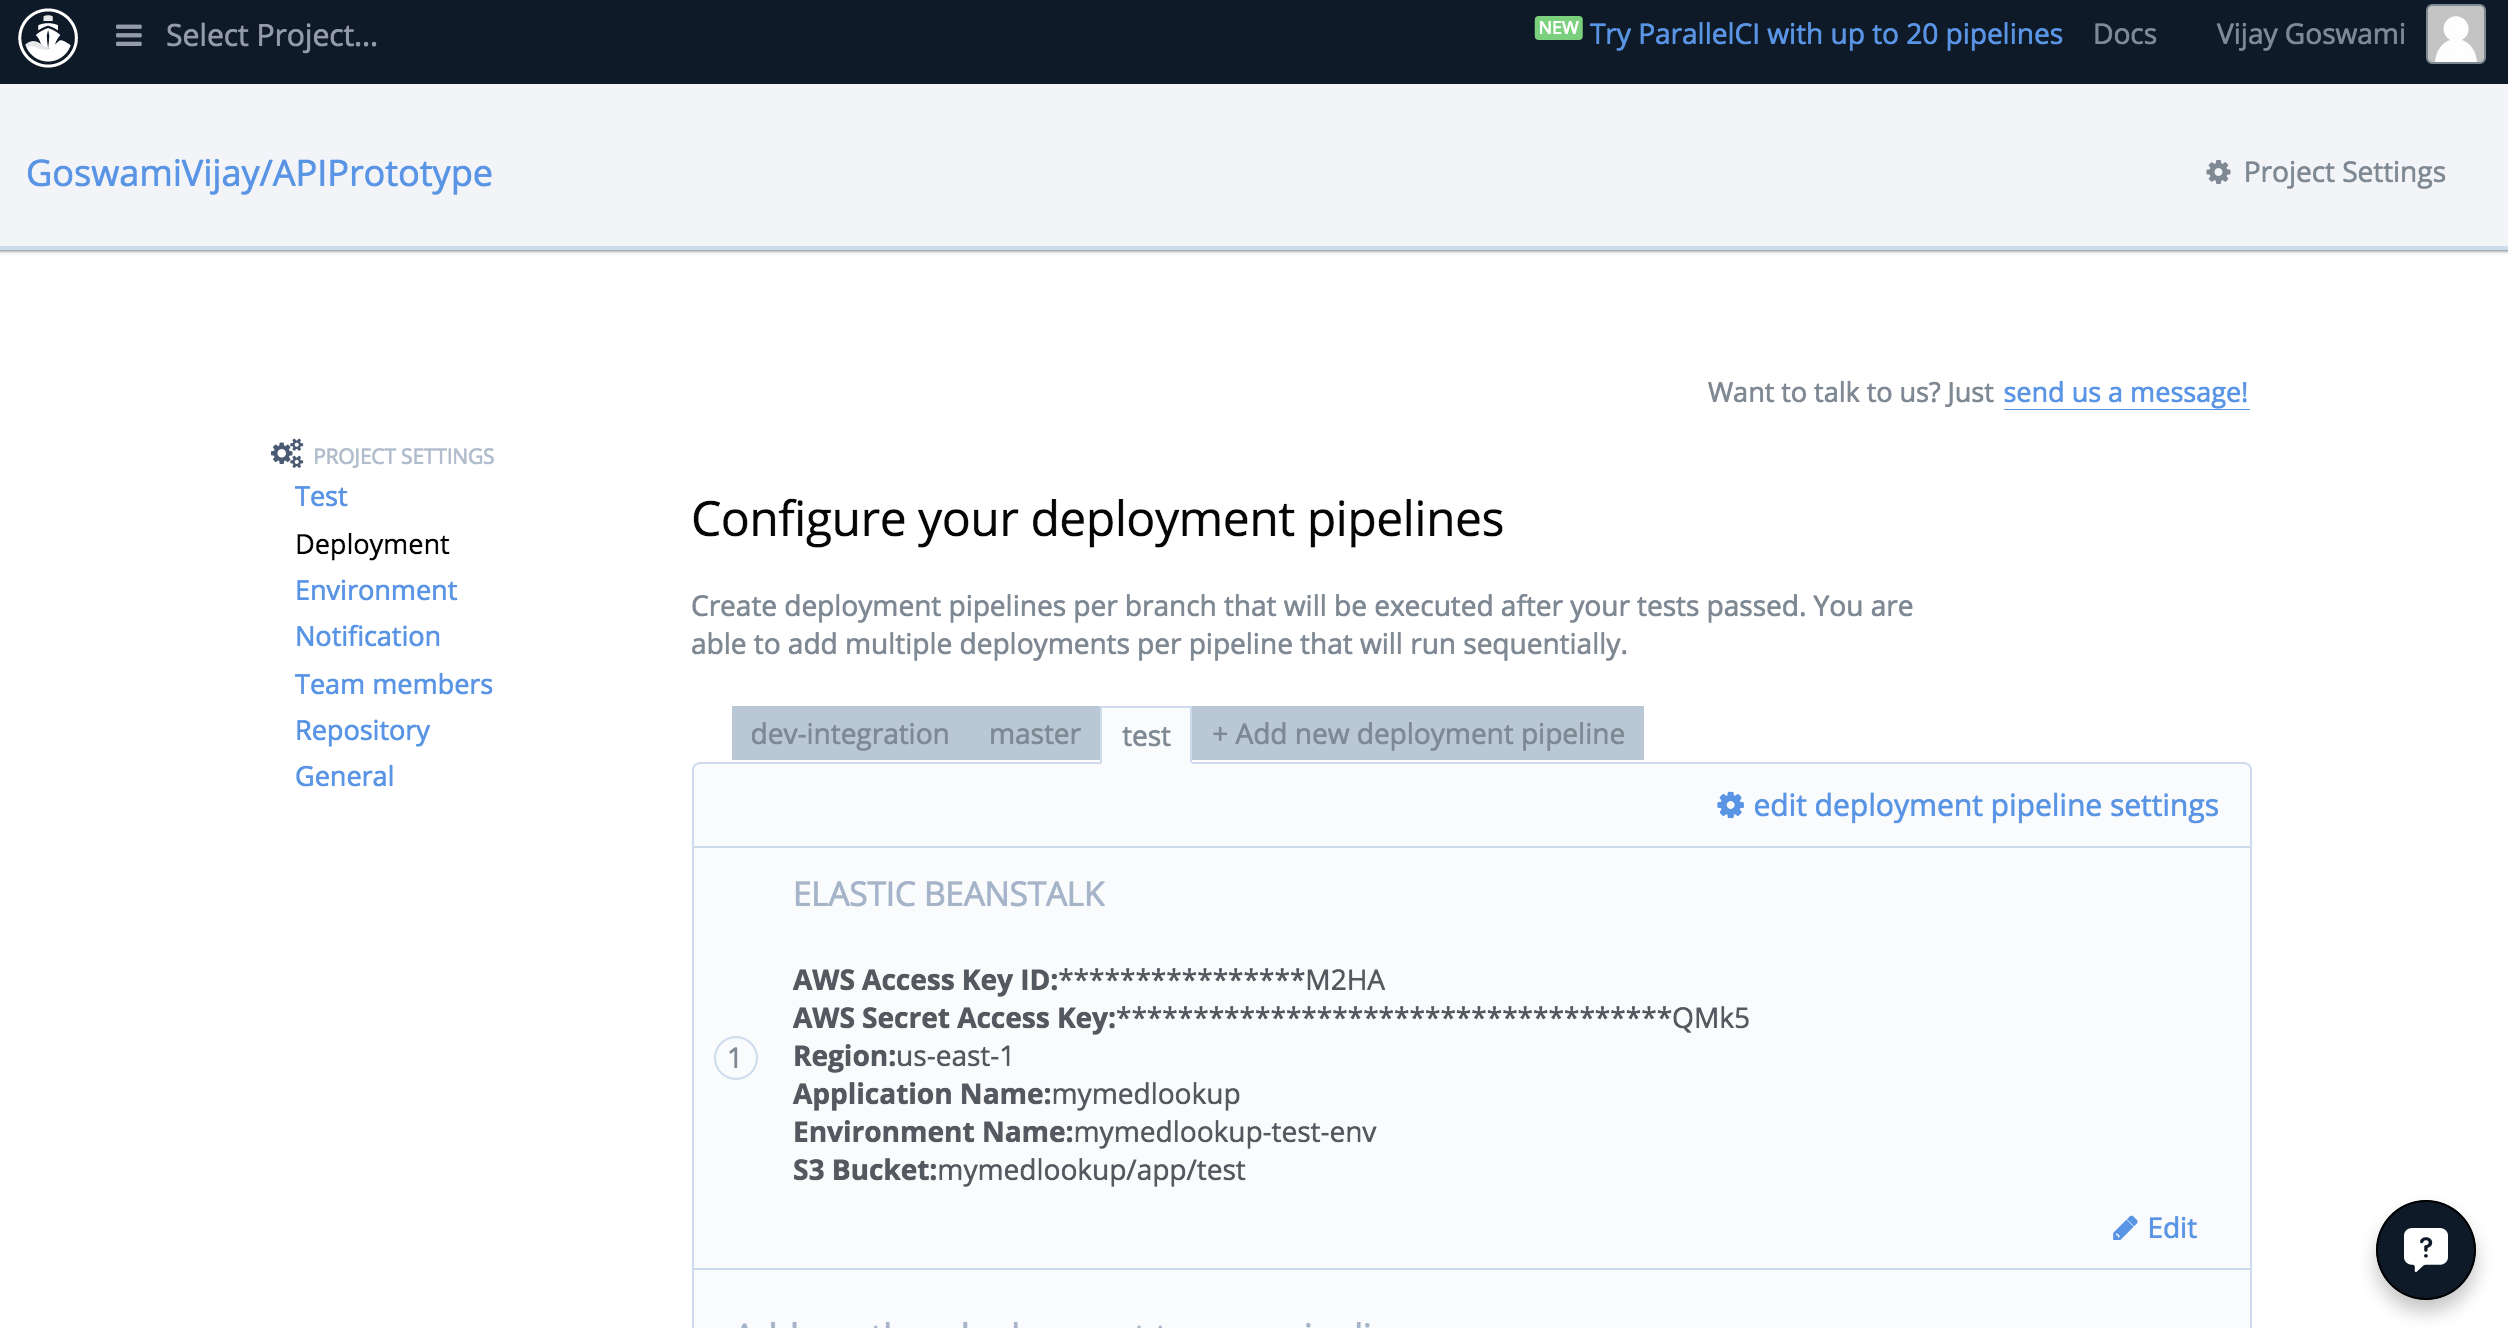 Select Project...
NEW Try ParallelCI with up to 20 pipelines
Docs
Vijay Goswami
GoswamiVijay/APIPrototype
Project Settings
Want to talk to us? Just send us a message!
PROJECT SETTINGS
Test
Deployment
Environment
Notification
Team members
Repository
General
Configure your deployment pipelines
Create deployment pipelines per branch that will be executed after your tests passed. You are
able to add multiple deployments per pipeline that will run sequentially.
dev-integration master test + Add new deployment pipeline
edit deployment pipeline settings
ELASTIC BEANSTALK
1
AWS Access Key ID:****************M2HA
AWS Secret Access Key:************************************QMk5
Region:us-east-1
Application Name:mymedlookup
Environment Name:mymedlookup-test-env
S3 Bucket:mymedlookup/app/test
Edit
?